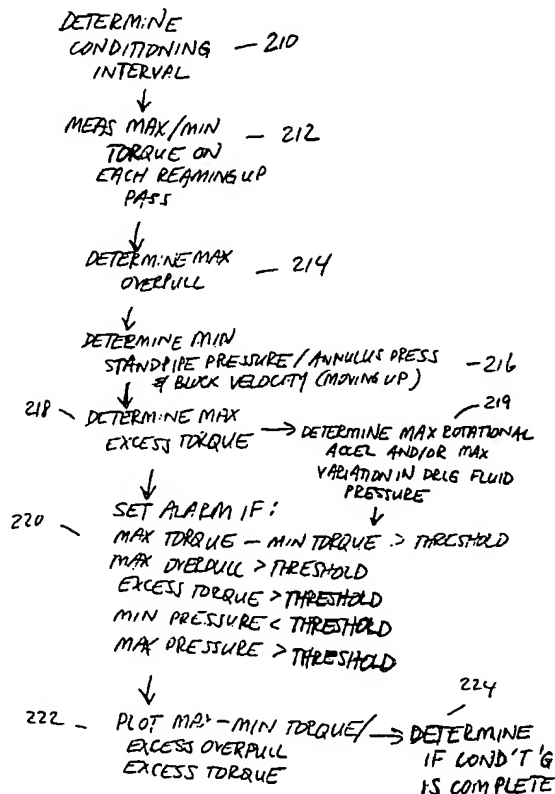 DETERMINE
CONDITIONING — 210
INTERVAL
MEAS MAX/MIN — 212
TORQUE ON
EACH REAMING UP
PASS
DETERMINE MAX — 214
OVERPULL
DETERMINE MIN
STANDPIPE PRESSURE/ANNULUS PRESS — 216
& BLOCK VELOCITY (MOVING UP)
218 DETERMINE MAX
EXCESS TORQUE
219
DETERMINE MAX ROTATIONAL
ACCEL AND/OR MAX
VARIATION IN DRLG FLUID
PRESSURE
220 SET ALARM IF:
MAX TORQUE - MIN TORQUE > THRESHOLD
MAX OVERPULL > THRESHOLD
EXCESS TORQUE > THRESHOLD
MIN PRESSURE < THRESHOLD
MAX PRESSURE > THRESHOLD
222 PLOT MAX-MIN TORQUE/
EXCESS OVERPULL
EXCESS TORQUE
224
DETERMINE
IF COND'T'G
IS COMPLETE